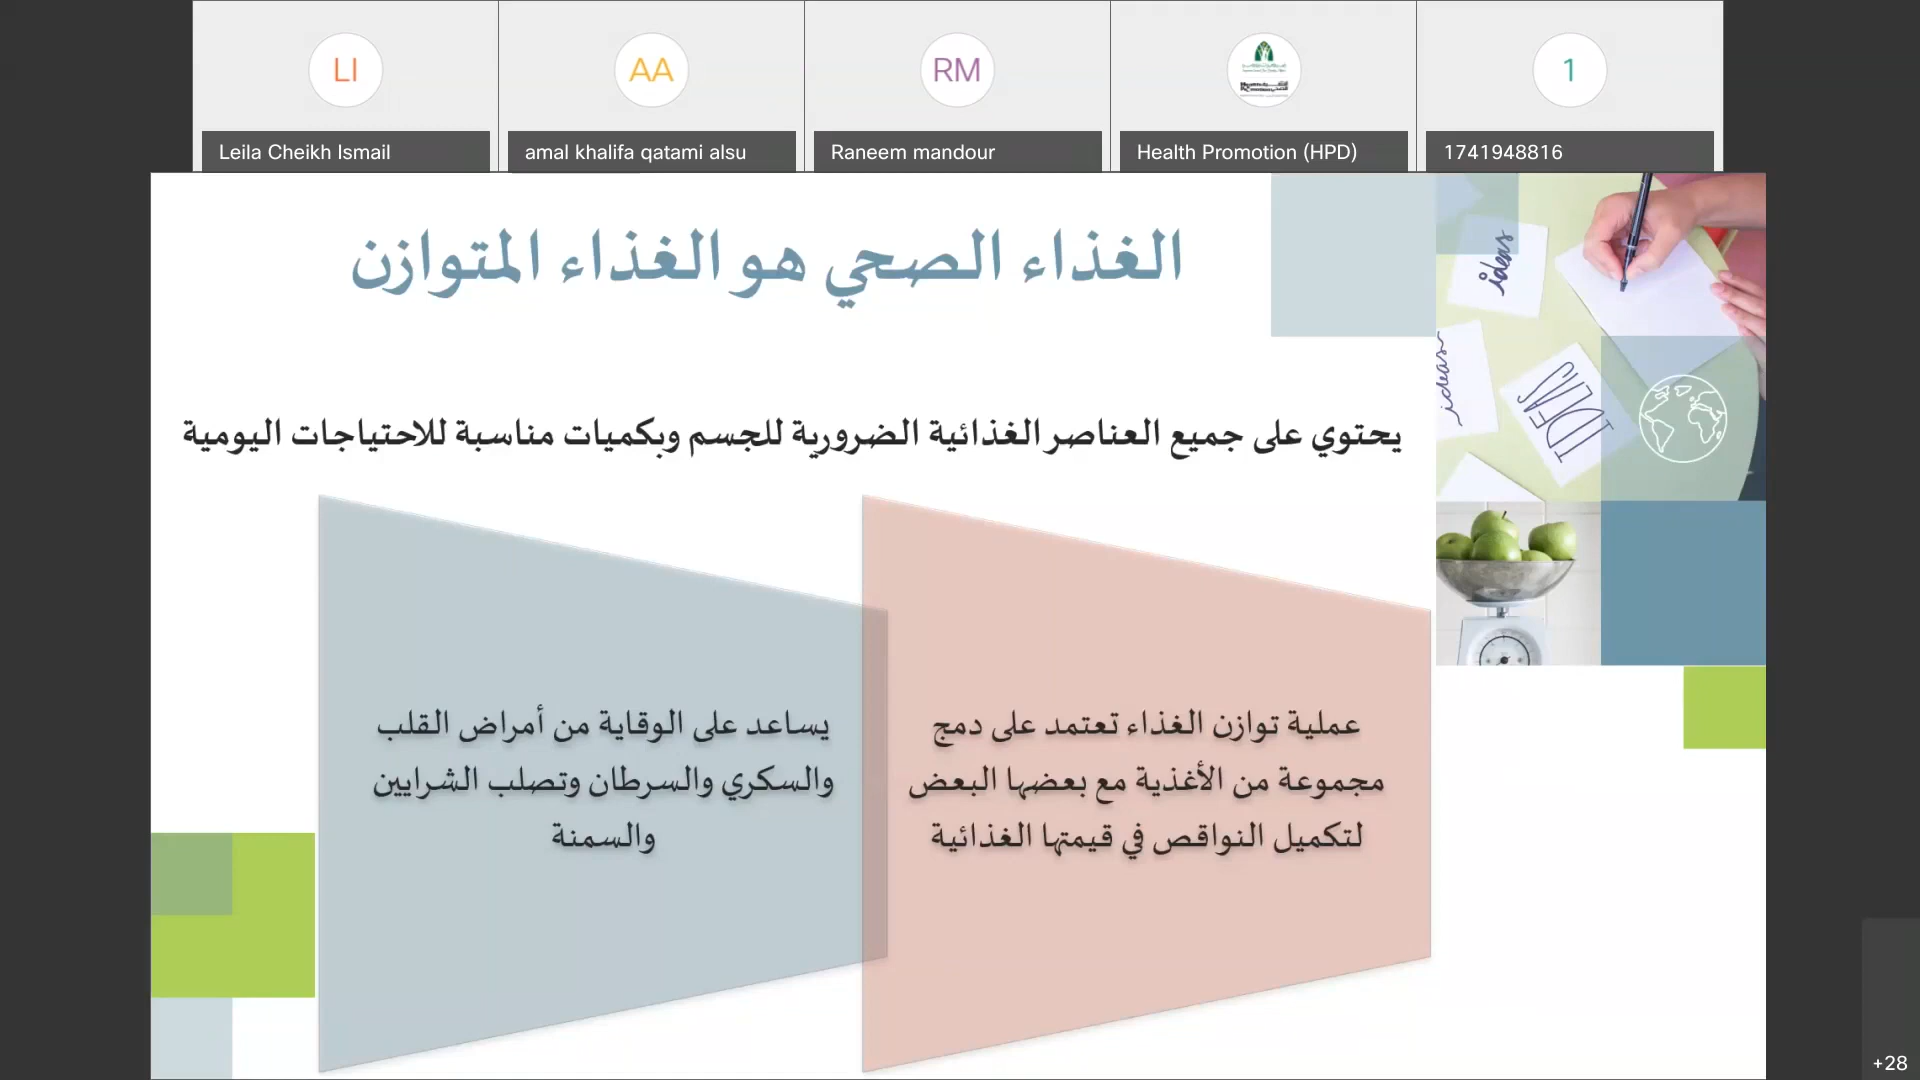 LI
AA
RM
1
Leila Cheikh Ismail
amal khalifa qatami alsu
Raneem mandour
Health Promotion (HPD)
1741948816
الغذاء الصحي هو الغذاء المتوازن
ideas
ideas
IDEAS
يحتوي على جميع العناصر الغذائية الضرورية للجسم وبكميات مناسبة للاحتياجات اليومية
عملية توازن الغذاء تعتمد على دمج
مجموعة من الأغذية مع بعضها البعض
لتكميل النواقص في قيمتها الغذائية
يساعد على الوقاية من أمراض القلب
والسكري والسرطان وتصلب الشرايين
والسمنة
+28